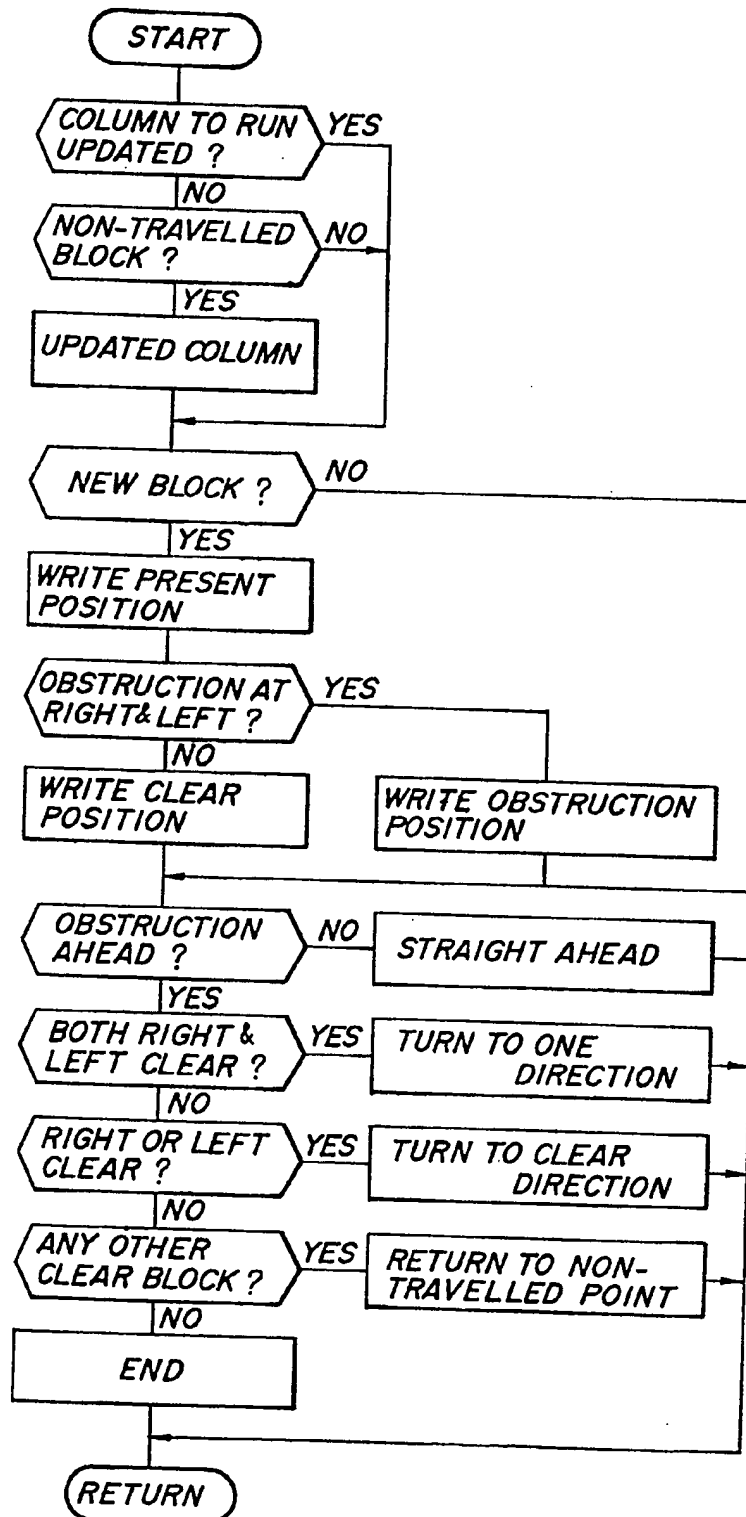 START
COLUMN TO RUN
UPDATED ?
YES
NO
NON-TRAVELLED
BLOCK ?
NO
YES
UPDATED COLUMN
NEW BLOCK ?
NO
YES
WRITE PRESENT
POSITION
OBSTRUCTION AT
RIGHT & LEFT ?
YES
NO
WRITE CLEAR
POSITION
WRITE OBSTRUCTION
POSITION
OBSTRUCTION
AHEAD ?
NO
STRAIGHT AHEAD
YES
BOTH RIGHT &
LEFT CLEAR ?
YES
TURN TO ONE
DIRECTION
NO
RIGHT OR LEFT
CLEAR ?
YES
TURN TO CLEAR
DIRECTION
NO
ANY OTHER
CLEAR BLOCK ?
YES
RETURN TO NON-
TRAVELLED POINT
NO
END
RETURN